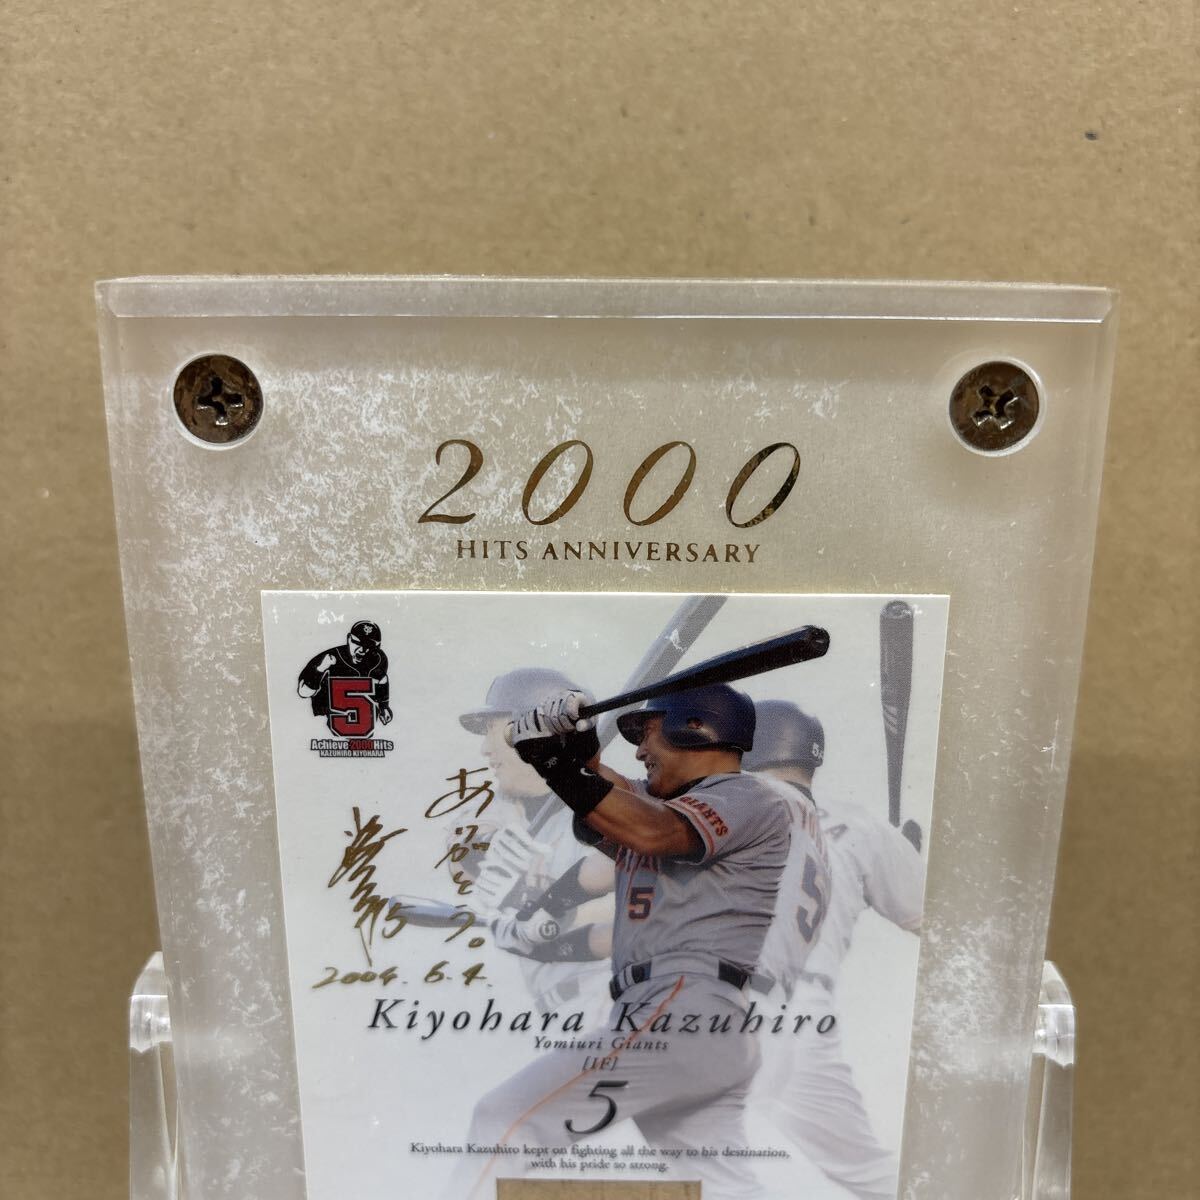 2000
HITS ANNIVERSARY
5
Achieve 2000 Hits
KAZUHIRO KIYOHARA
ありがとう。
5
2004. 6. 4.
GIANTS
5
5
Kiyohara Kazuhiro
Yomiuri Giants
[IF]
5
Kiyohara Kazuhiro kept on fighting all the way to his destination,
with his pride so strong.